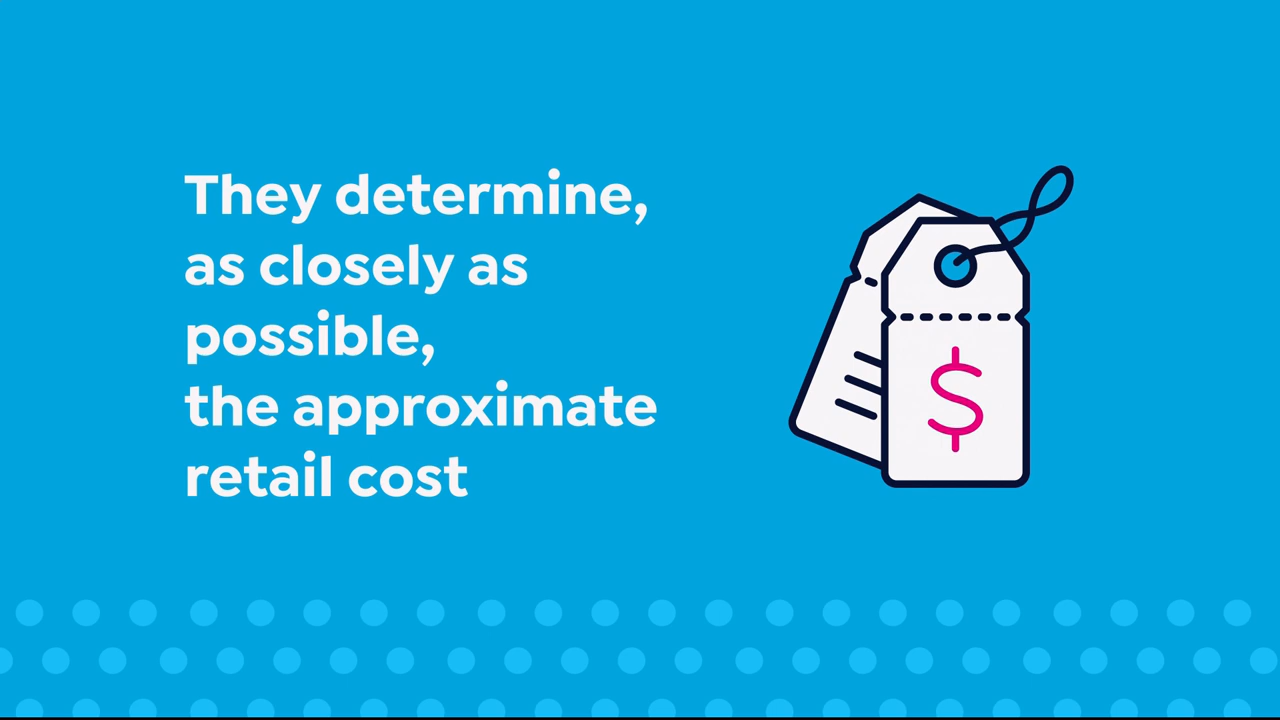 They determine,
as closely as
possible,
the approximate
retail cost
$